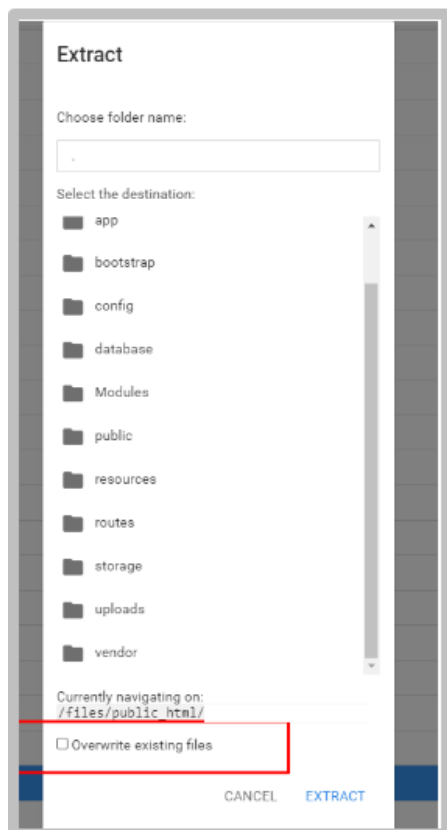 Extract
Choose folder name:
.
Select the destination:
app
bootstrap
config
database
Modules
public
resources
routes
storage
uploads
vendor
Currently navigating on:
/files/public_html/
Overwrite existing files
CANCEL EXTRACT